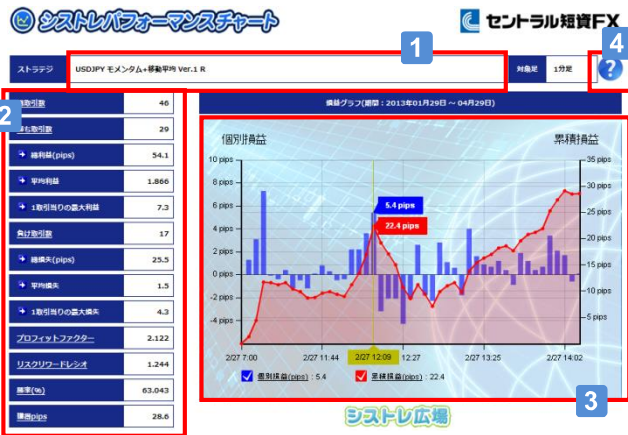 シストレパフォーマンスチャート
セントラル短資FX
1
4
ストラテジ USDJPY モメンタム+移動平均 Ver.1 R 対象足 1分足 ?
2
取引数 46
勝ち取引数 29
総利益(pips) 54.1
平均利益 1.866
1取引当りの最大利益 7.3
負け取引数 17
総損失(pips) 25.5
平均損失 1.5
1取引当りの最大損失 4.3
プロフィットファクター 2.122
リスクリワードレシオ 1.244
勝率(%) 63.043
獲得pips 28.6
損益グラフ(期間:2013年01月29日 ～ 04月29日)
個別損益 累積損益
10 pips 35 pips
8 pips 30 pips
6 pips 25 pips
4 pips 20 pips
2 pips
0 pips 15 pips
-2 pips 10 pips
-4 pips 5 pips
5.4 pips
22.4 pips
2/27 7:00 2/27 11:44 2/27 12:09 12:27 2/27 13:25 2/27 14:02
個別損益(pips):5.4 累積損益(pips):22.4
3
シストレ広場